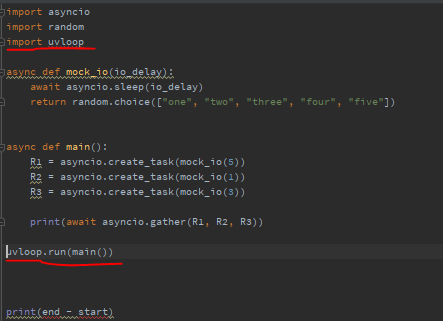 import asyncio
import random
import uvloop
async def mock_io(io_delay):
    await asyncio.sleep(io_delay)
    return random.choice(["one", "two", "three", "four", "five"])
async def main():
    R1 = asyncio.create_task(mock_io(5))
    R2 = asyncio.create_task(mock_io(1))
    R3 = asyncio.create_task(mock_io(3))
    print(await asyncio.gather(R1, R2, R3))
uvloop.run(main())
print(end - start)